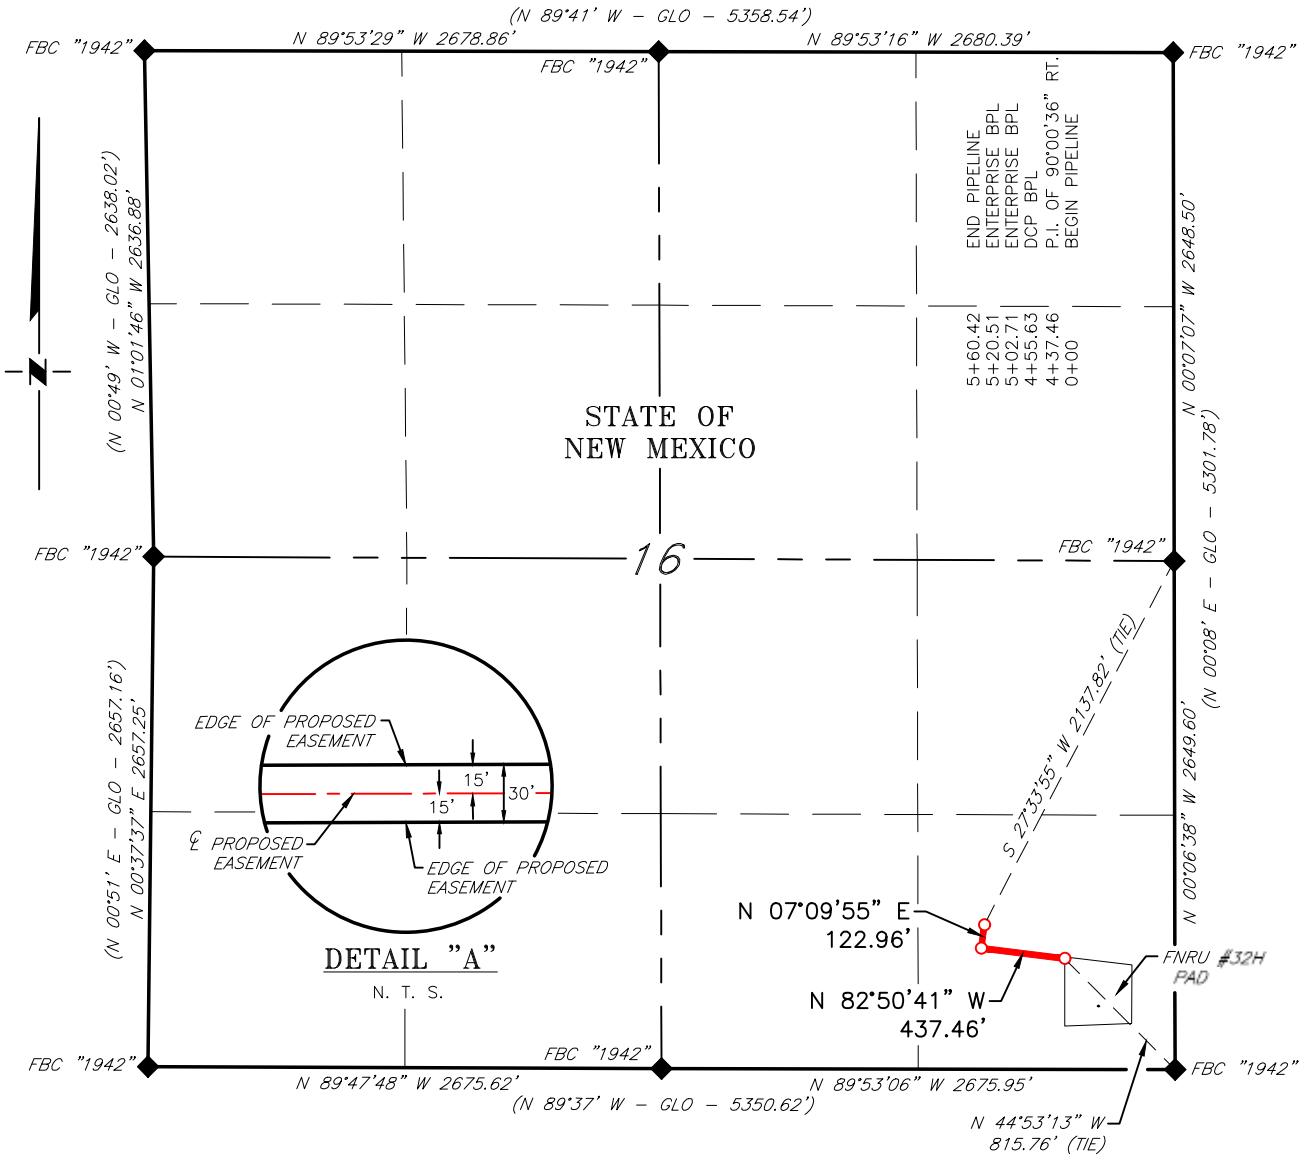 (N 89°41' W - GLO - 5358.54')
N 89°53'29" W 2678.86'
N 89°53'16" W 2680.39'
FBC "1942"
FBC "1942"
FBC "1942"
END PIPELINE
ENTERPRISE BPL
ENTERPRISE BPL
DCP BPL
P.I. OF 90°00'36" RT.
BEGIN PIPELINE
5+60.42
5+20.51
5+02.71
4+55.63
4+37.46
0+00
(N 00°49' W - GLO - 2638.02')
N 01°01'46" W 2636.88'
N 00°07'07" W 2648.50'
(N 00°08' E - GLO - 5301.78')
N
STATE OF
NEW MEXICO
FBC "1942"
16
FBC "1942"
S 27°33'55" W 2137.82' (TIE)
N 00°06'38" W 2649.60'
(N 00°51' E - GLO - 2657.16')
N 00°37'37" E 2657.25'
EDGE OF PROPOSED
EASEMENT
15'
15'
30'
℄ PROPOSED
EASEMENT
EDGE OF PROPOSED
EASEMENT
DETAIL "A"
N. T. S.
N 07°09'55" E
122.96'
N 82°50'41" W
437.46'
FNRU #32H
PAD
FBC "1942"
FBC "1942"
FBC "1942"
N 89°47'48" W 2675.62'
N 89°53'06" W 2675.95'
(N 89°37' W - GLO - 5350.62')
N 44°53'13" W
815.76' (TIE)